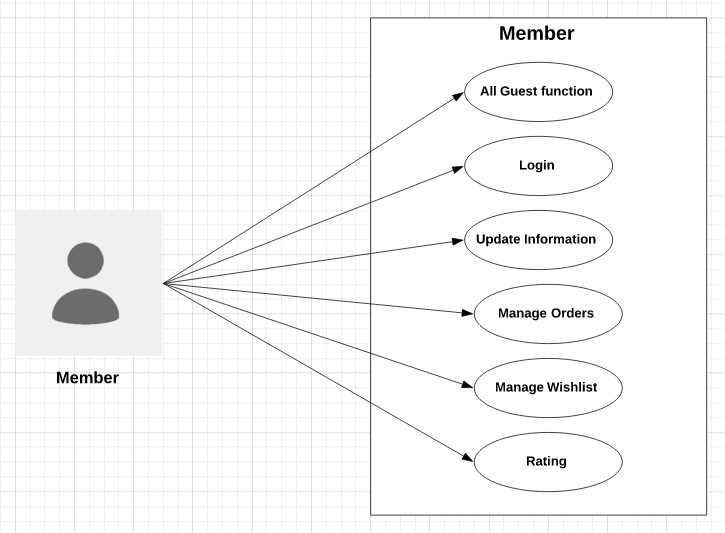 Member
All Guest function
Login
Update Information
Manage Orders
Member
Manage Wishlist
Rating